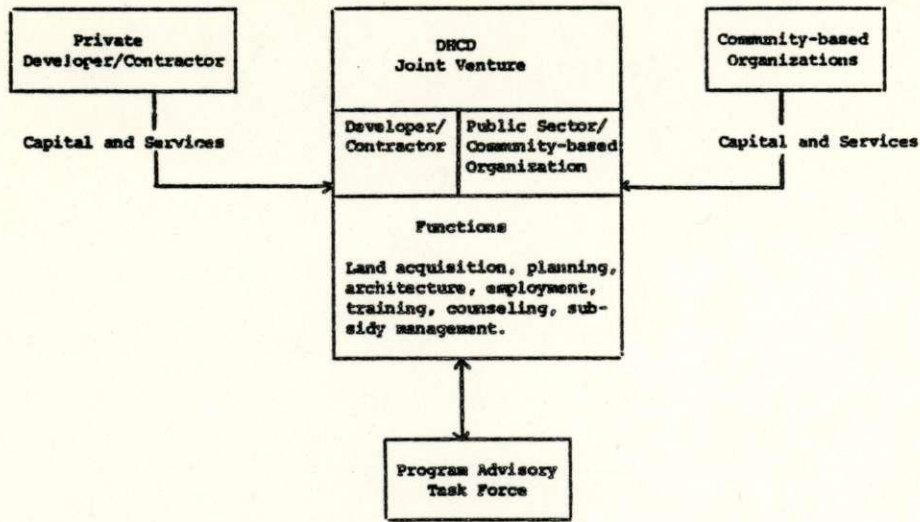 Private
Developer/Contractor
DHCD
Joint Venture
Community-based
Organizations
Capital and Services
Developer/
Contractor
Public Sector/
Community-based
Organization
Capital and Services
Functions
Land acquisition, planning,
architecture, employment,
training, counseling, sub-
sidy management.
Program Advisory
Task Force